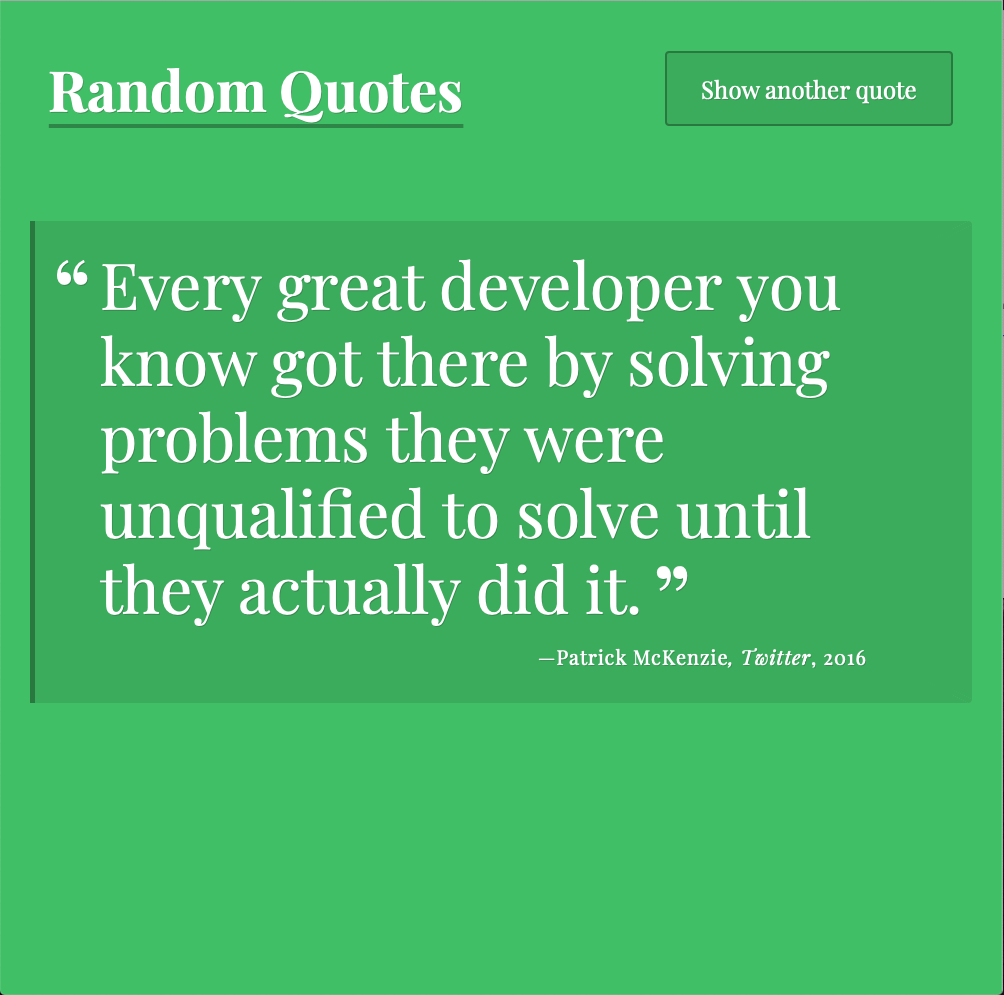 Random Quotes
Show another quote
“Every great developer you
know got there by solving
problems they were
unqualified to solve until
they actually did it. ”
—Patrick McKenzie, Twitter, 2016